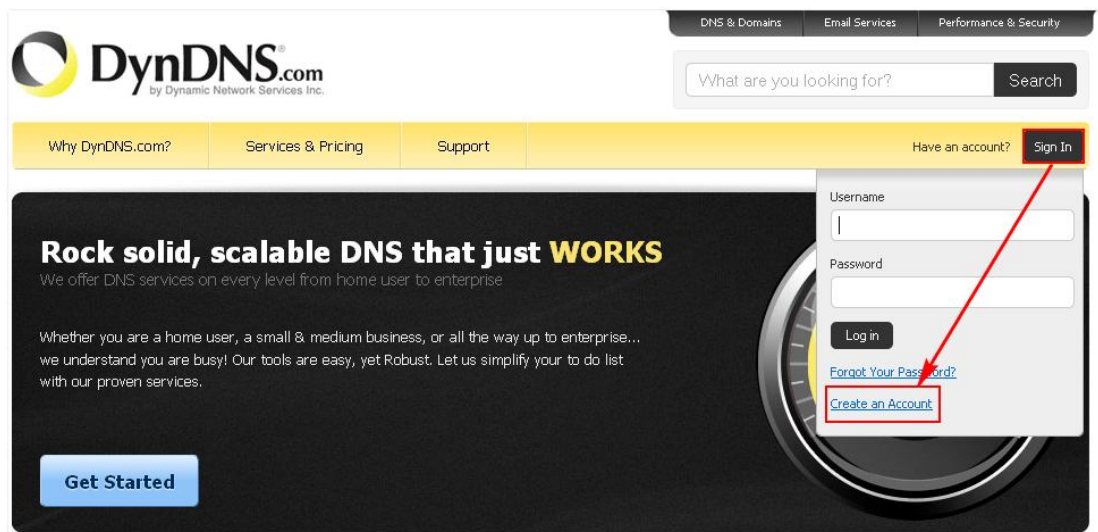 DNS & Domains
Email Services
Performance & Security
DynDNS®.com
by Dynamic Network Services Inc.
What are you looking for?
Search
Why DynDNS.com?
Services & Pricing
Support
Have an account?
Sign In
Username
Password
Log in
Forgot Your Password?
Create an Account
Rock solid, scalable DNS that just WORKS
We offer DNS services on every level from home user to enterprise
Whether you are a home user, a small & medium business, or all the way up to enterprise...
we understand you are busy! Our tools are easy, yet Robust. Let us simplify your to do list
with our proven services.
Get Started